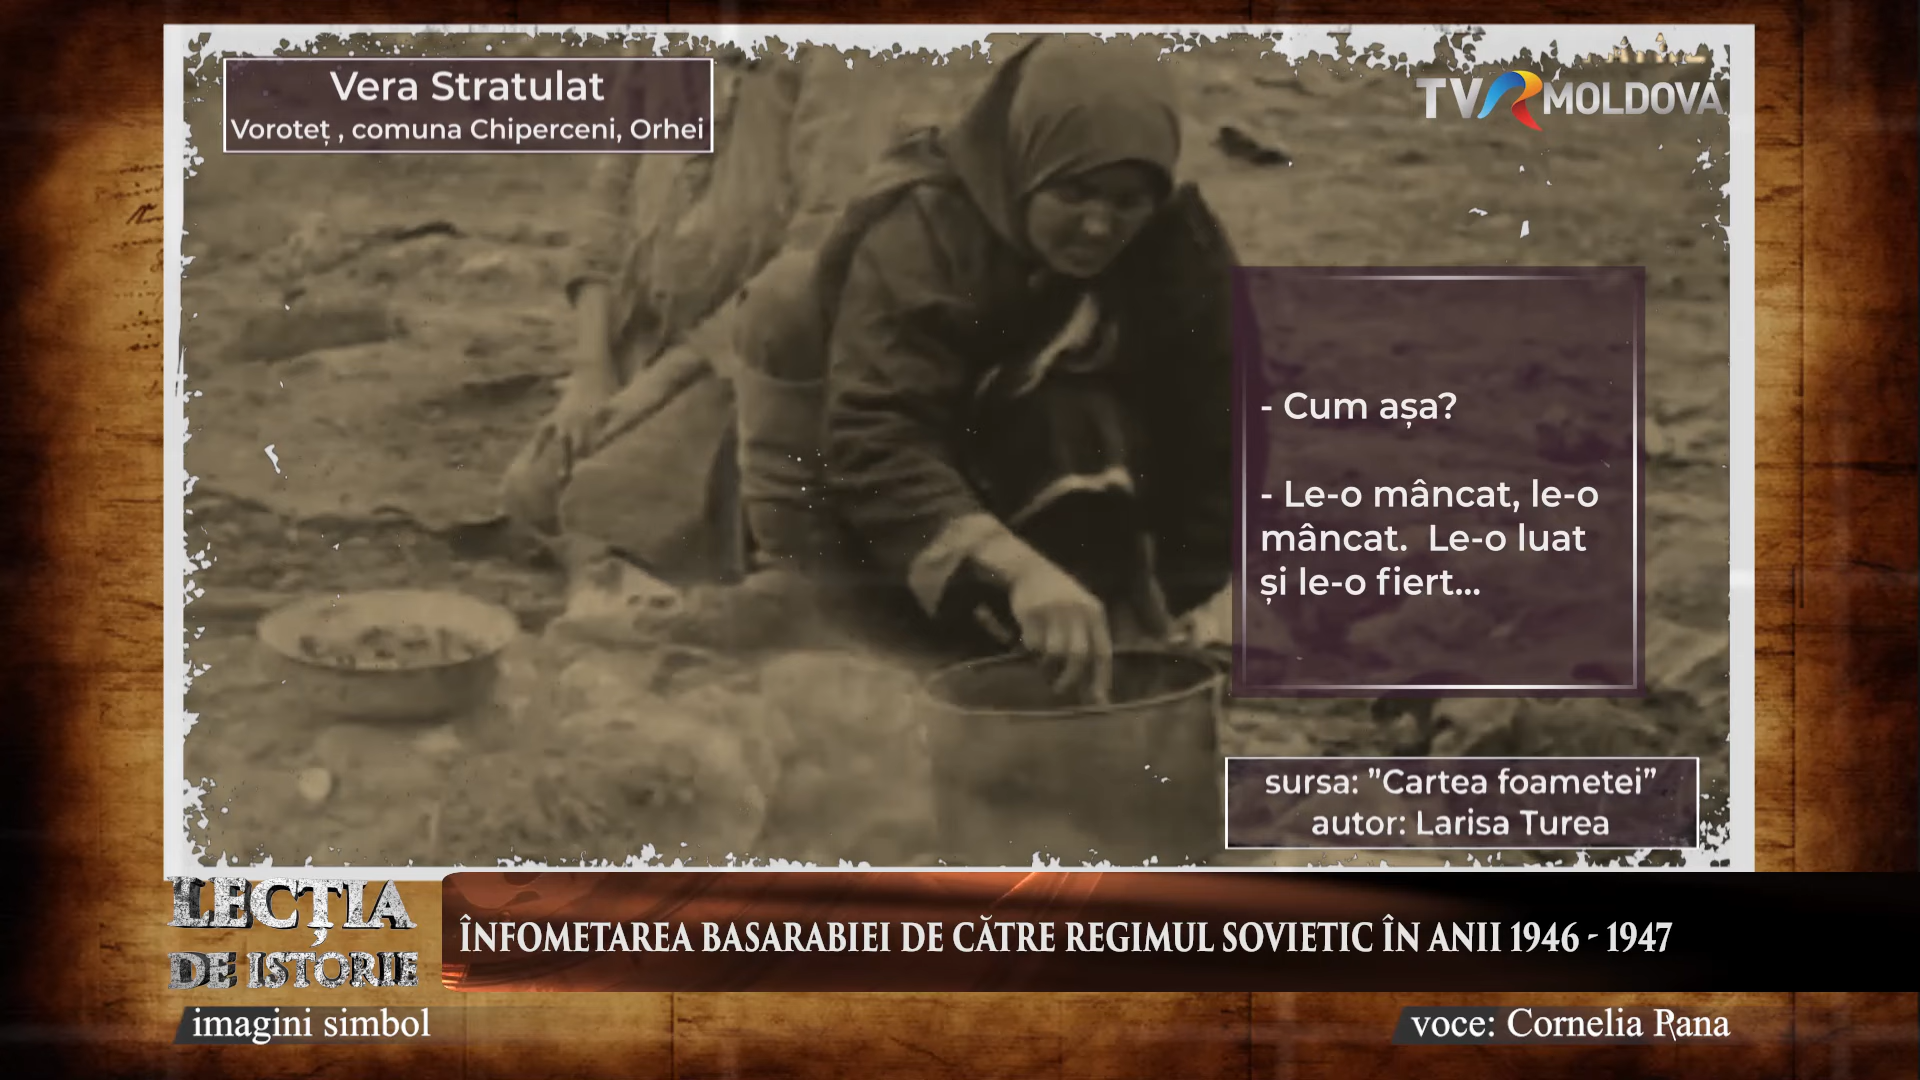 Vera Stratulat
Voroteț , comuna Chiperceni, Orhei
TVR MOLDOVA
- Cum așa?
- Le-o mâncat, le-o
mâncat. Le-o luat
și le-o fiert...
sursa: ”Cartea foametei”
autor: Larisa Turea
LECȚIA
DE ISTORIE
ÎNFOMETAREA BASARABIEI DE CĂTRE REGIMUL SOVIETIC ÎN ANII 1946 - 1947
imagini simbol
voce: Cornelia